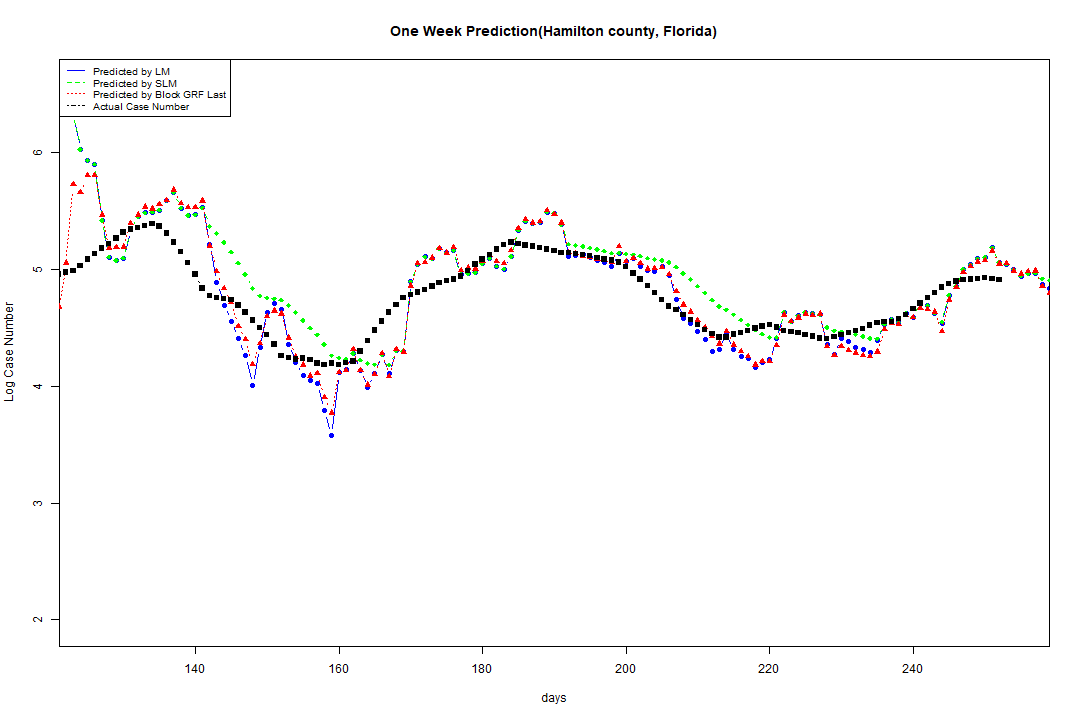 One Week Prediction(Hamilton county, Florida)
Predicted by LM
Predicted by SLM
Predicted by Block GRF Last
Actual Case Number
6
5
4
3
2
Log Case Number
140 160 180 200 220 240
days